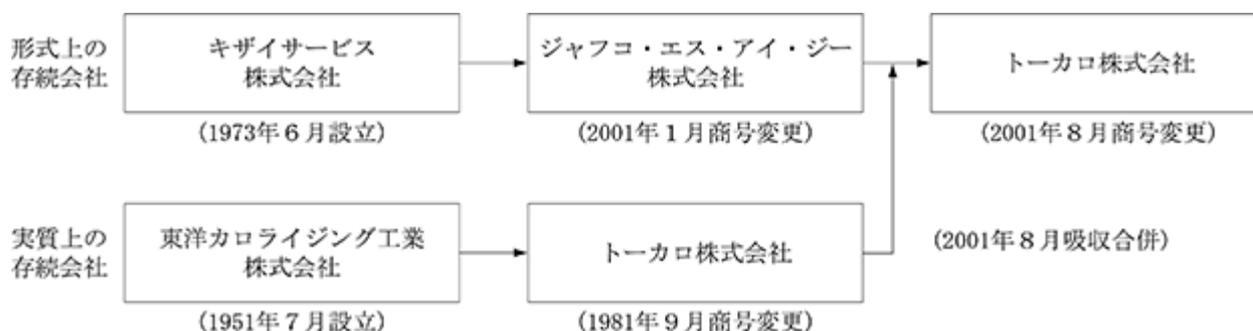 形式上の
存続会社
キザイサービス
株式会社
ジャフコ・エス・アイ・ジー
株式会社
トーカロ株式会社
(1973年6月設立)
(2001年1月商号変更)
(2001年8月商号変更)
実質上の
存続会社
東洋カロライジング工業
株式会社
トーカロ株式会社
(2001年8月吸収合併)
(1951年7月設立)
(1981年9月商号変更)